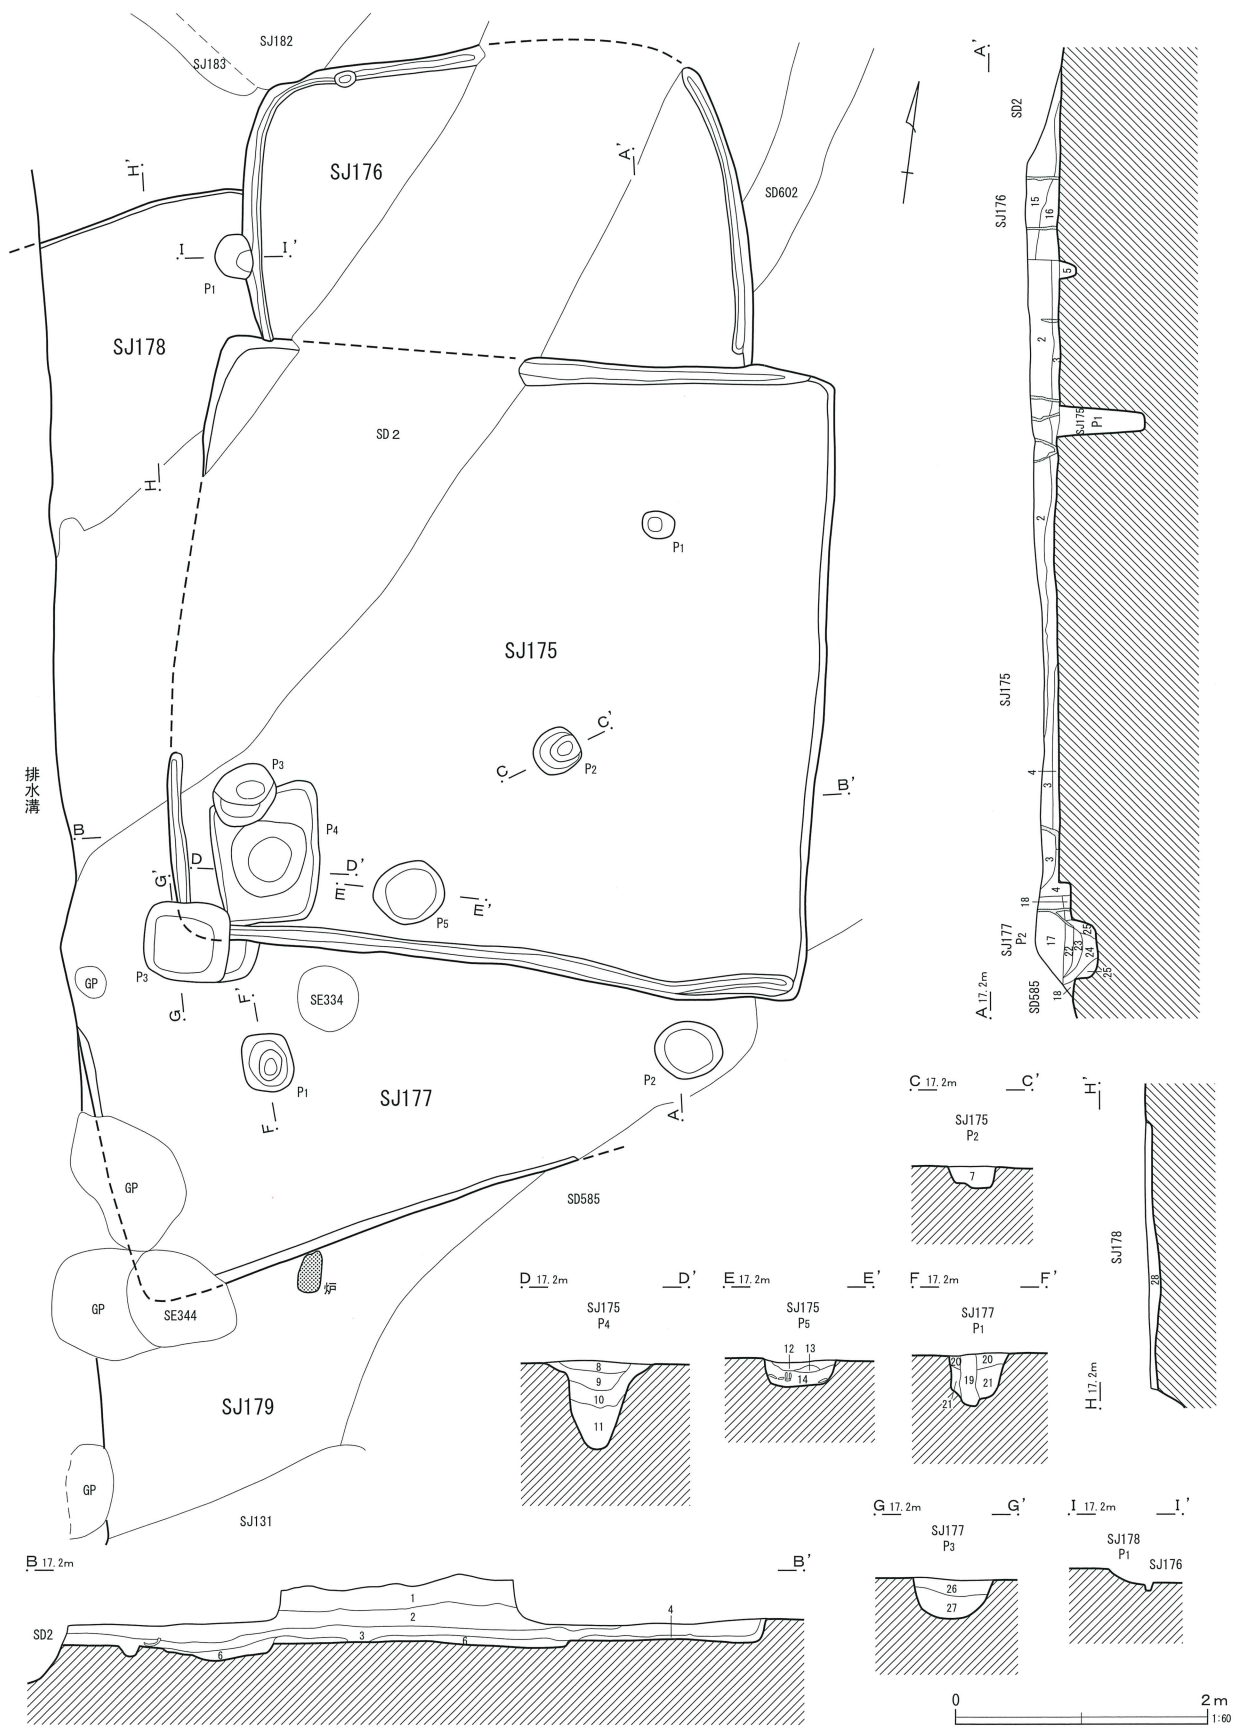 SJ182
SJ183
SJ176
A'
H'
SD602
I I'
P1
SJ178
SD2
H
P1
SJ175
C'
C
P2
排水溝
B
B'
P3
P4
D
D'
G'
E
E'
P5
P3
GP
G
F'
SE334
P1
P2
SJ177
F
A
GP
SD585
GP
SE344
炉
SJ179
GP
SJ131
A'
SD2
SJ176
15
16
5
2
3
SJ175
P1
2
SJ175
4
3
3
4
18
SJ177
P2
17
22
23
25
24
25
18
SD585
A 17.2m
C 17.2m C'
SJ175
P2
7
H'
SJ178
28
H 17.2m
D 17.2m D'
SJ175
P4
8
9
10
11
E 17.2m E'
SJ175
P5
12 13
14
F 17.2m F'
SJ177
P1
20 20
19 21
21
G 17.2m G'
SJ177
P3
26
27
I 17.2m I'
SJ178
P1
SJ176
B 17.2m B'
SD2
1
2
3
4
6
6
0 2m
1:60